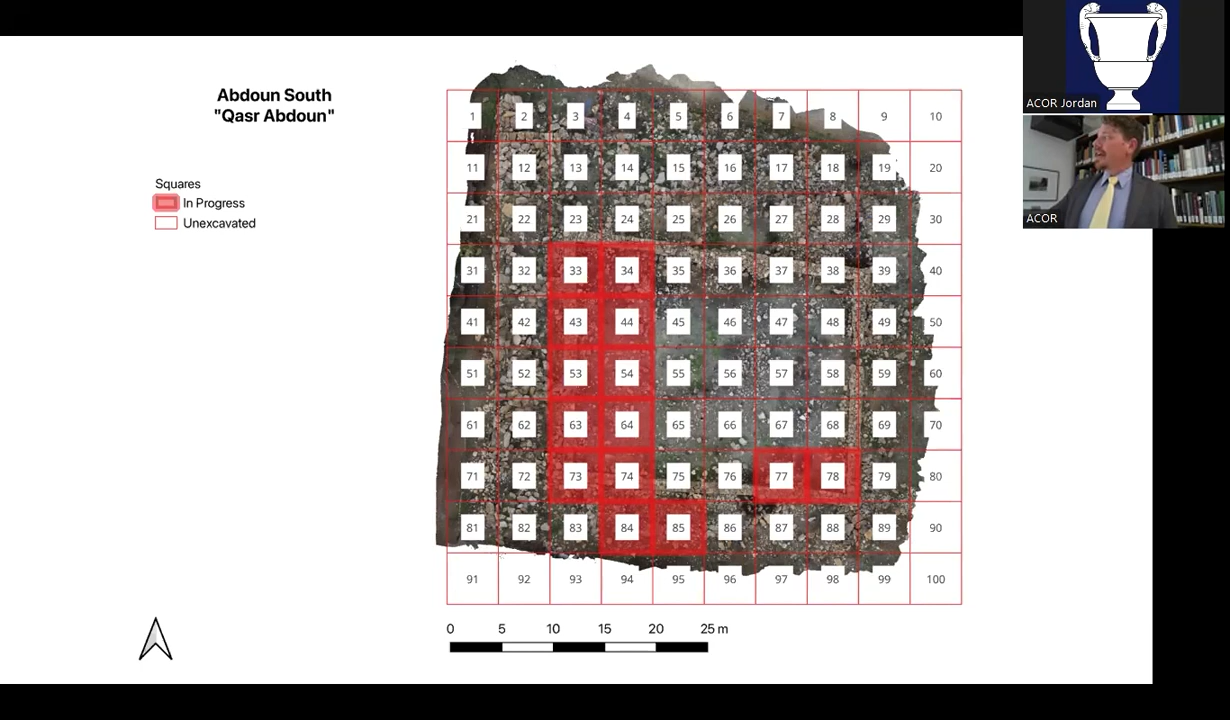 Abdoun South
"Qasr Abdoun"
Squares
In Progress
Unexcavated
1 2 3 4 5 6 7 8 9 10
11 12 13 14 15 16 17 18 19 20
21 22 23 24 25 26 27 28 29 30
31 32 33 34 35 36 37 38 39 40
41 42 43 44 45 46 47 48 49 50
51 52 53 54 55 56 57 58 59 60
61 62 63 64 65 66 67 68 69 70
71 72 73 74 75 76 77 78 79 80
81 82 83 84 85 86 87 88 89 90
91 92 93 94 95 96 97 98 99 100
0 5 10 15 20 25 m
ACOR Jordan
ACOR